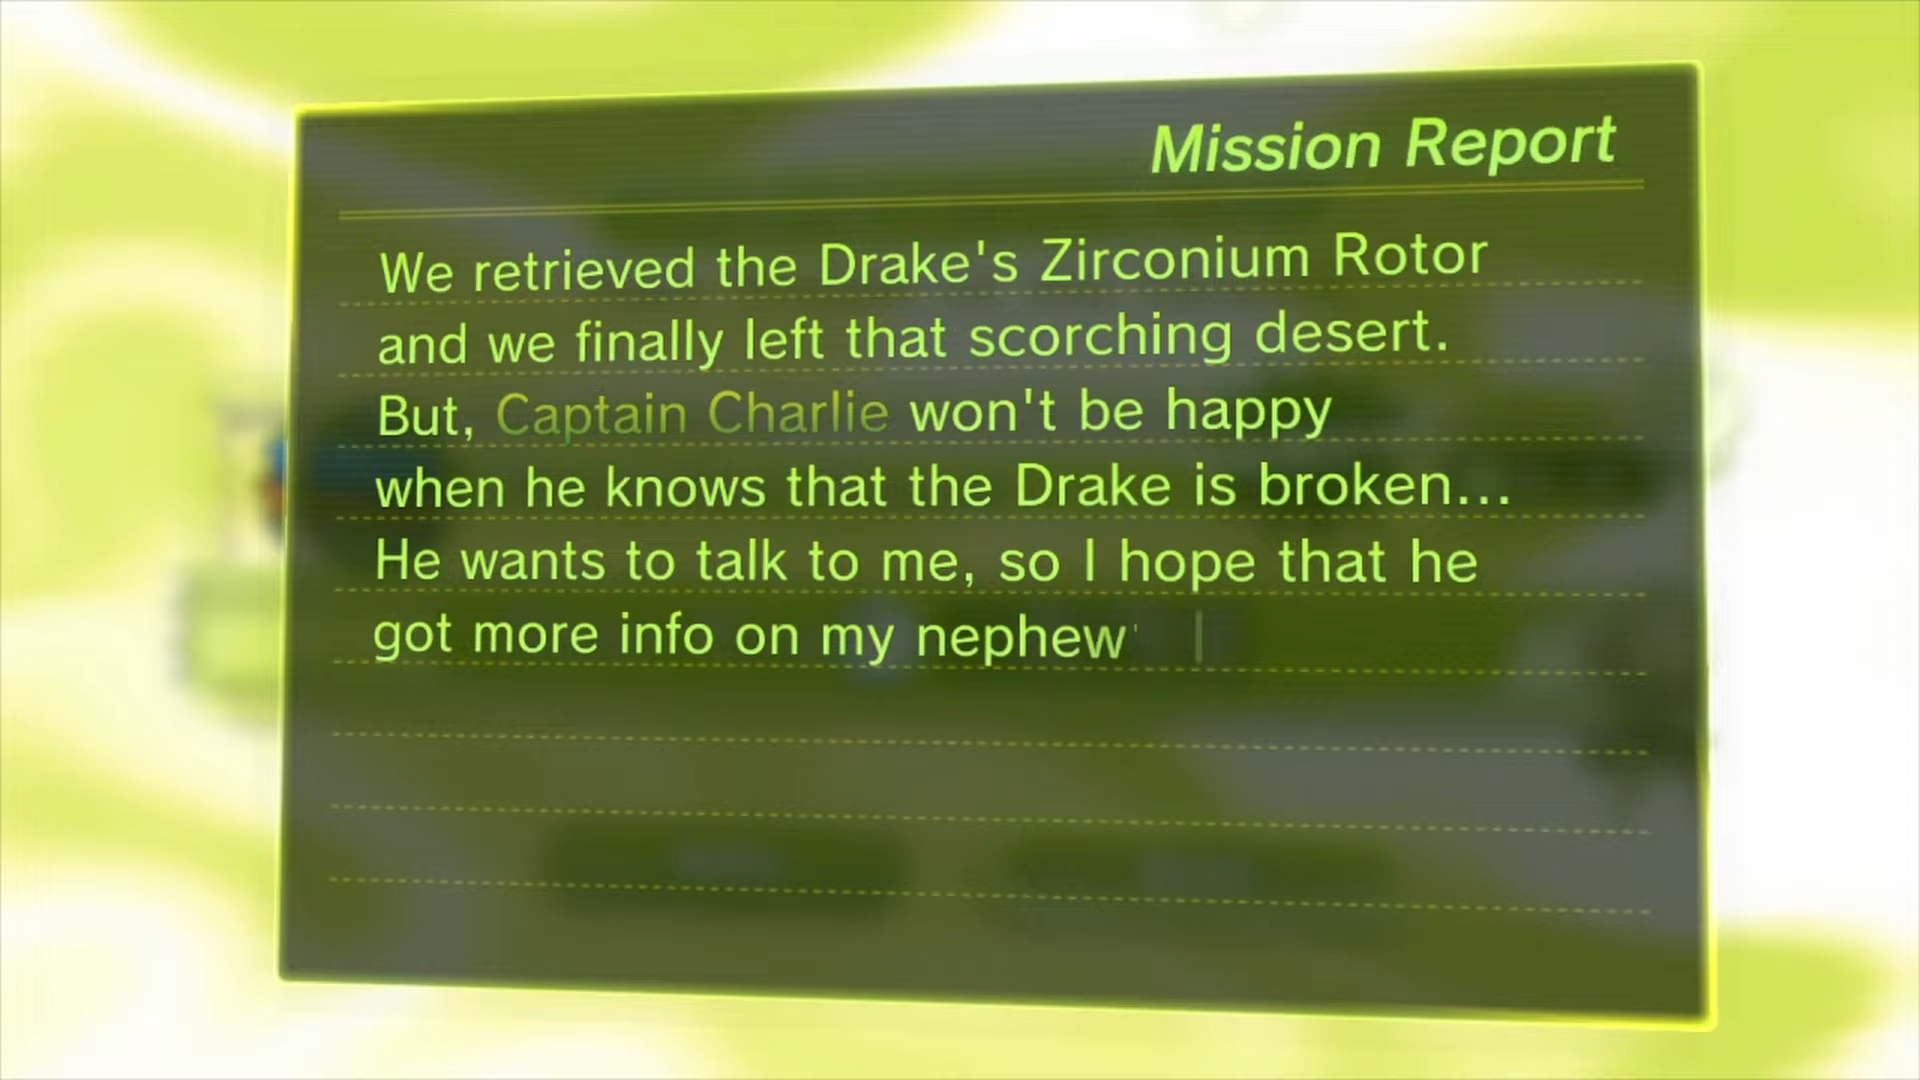 Mission Report
We retrieved the Drake's Zirconium Rotor
and we finally left that scorching desert.
But, Captain Charlie won't be happy
when he knows that the Drake is broken...
He wants to talk to me, so I hope that he
got more info on my nephew